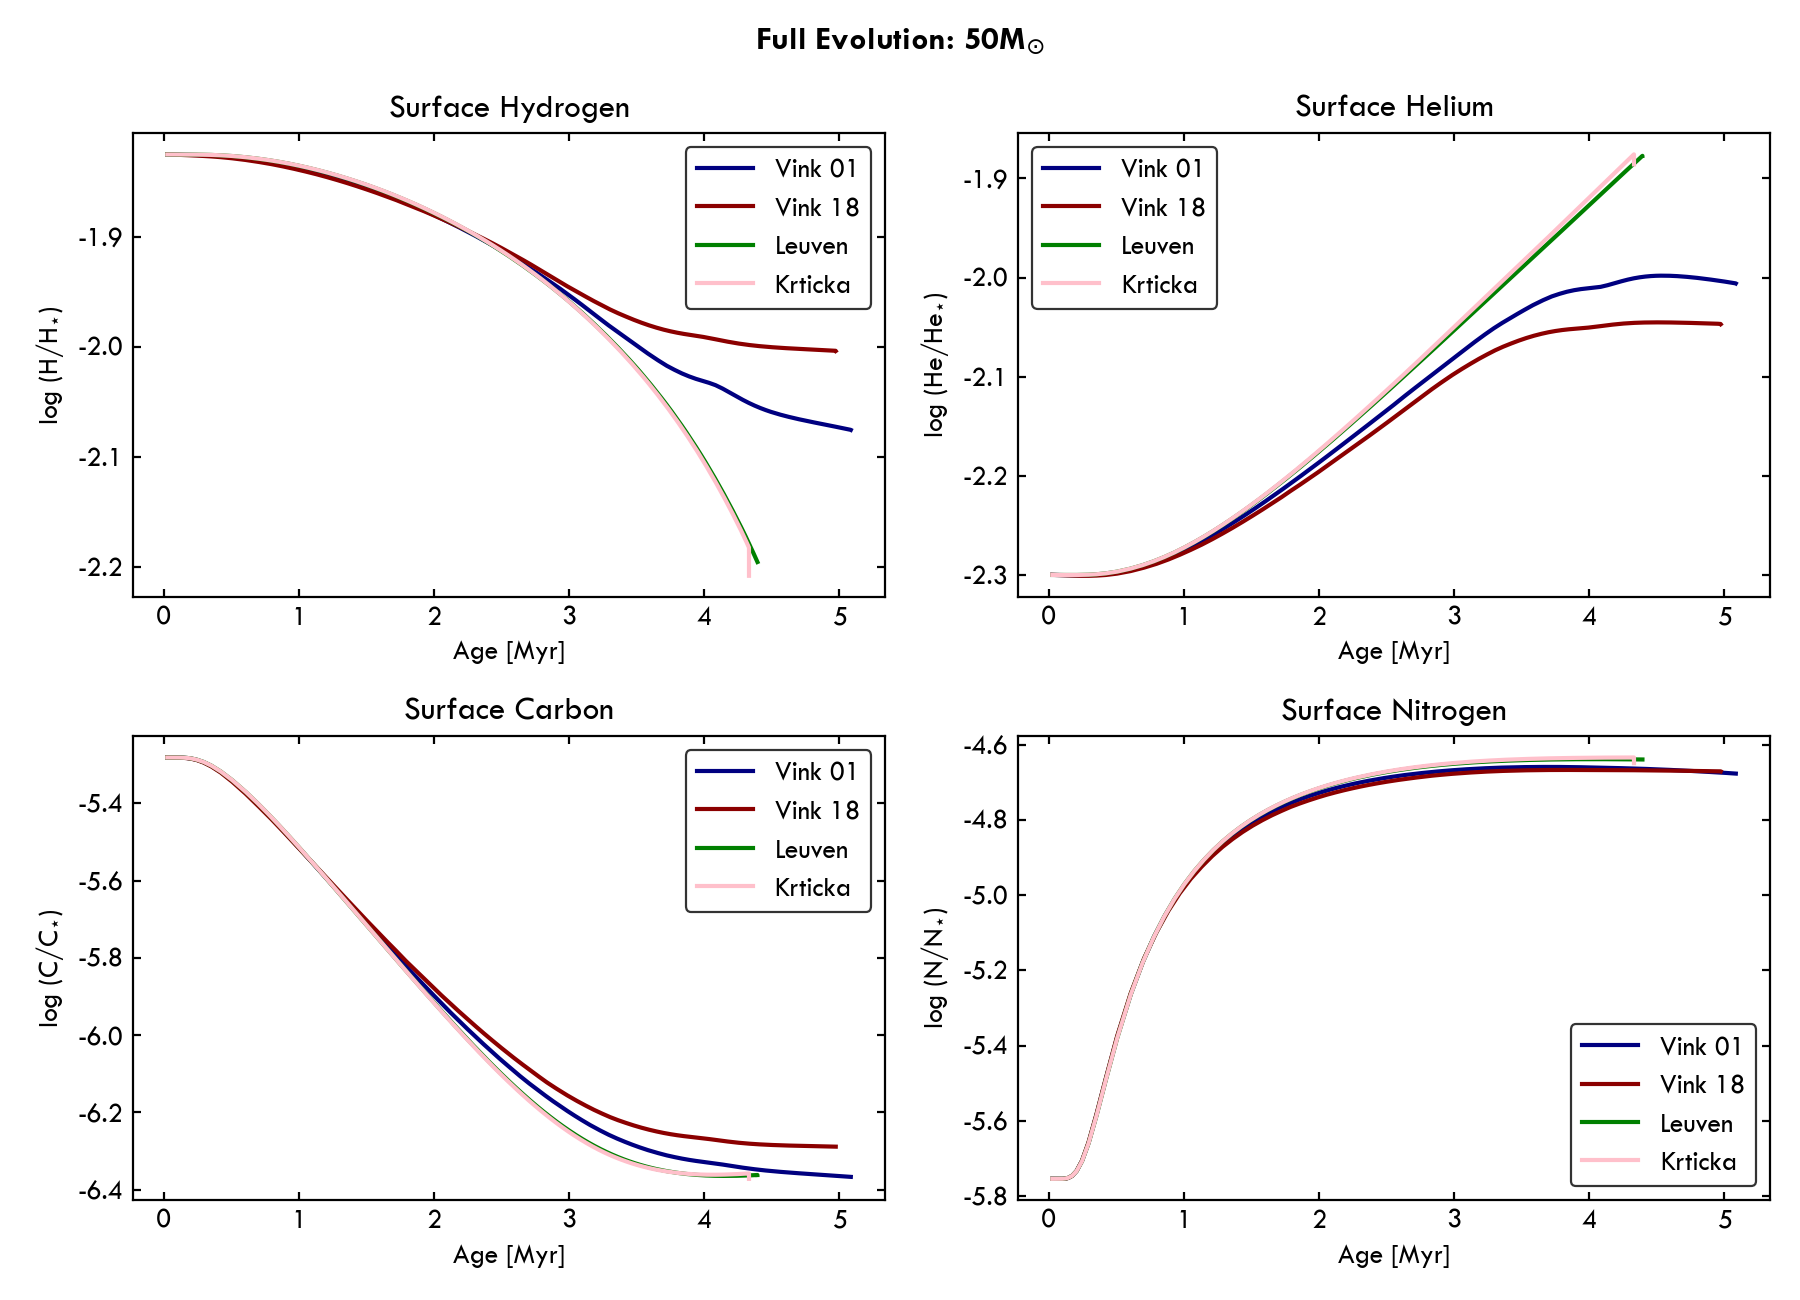 Full Evolution: 50M☉
Surface Hydrogen
log (H/H⋆)
-1.9
-2.0
-2.1
-2.2
0 1 2 3 4 5
Age [Myr]
Vink 01
Vink 18
Leuven
Krticka
Surface Helium
log (He/He⋆)
-1.9
-2.0
-2.1
-2.2
-2.3
0 1 2 3 4 5
Age [Myr]
Vink 01
Vink 18
Leuven
Krticka
Surface Carbon
log (C/C⋆)
-5.4
-5.6
-5.8
-6.0
-6.2
-6.4
0 1 2 3 4 5
Age [Myr]
Vink 01
Vink 18
Leuven
Krticka
Surface Nitrogen
log (N/N⋆)
-4.6
-4.8
-5.0
-5.2
-5.4
-5.6
-5.8
0 1 2 3 4 5
Age [Myr]
Vink 01
Vink 18
Leuven
Krticka